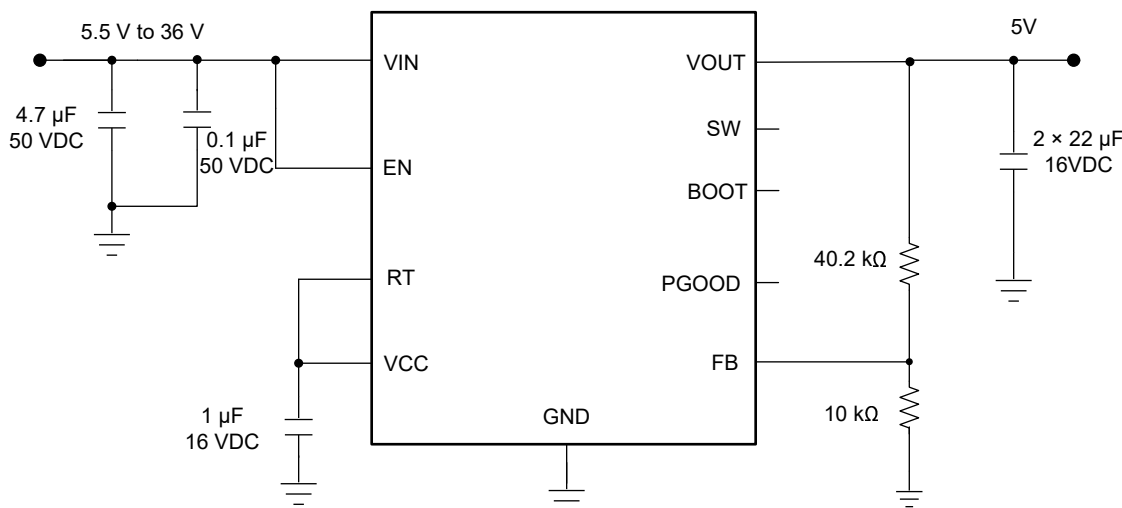 5.5 V to 36 V
5V
VIN
VOUT
4.7 µF
50 VDC
0.1 µF
50 VDC
SW
2 × 22 µF
16VDC
EN
BOOT
40.2 kΩ
RT
PGOOD
VCC
FB
1 µF
16 VDC
GND
10 kΩ